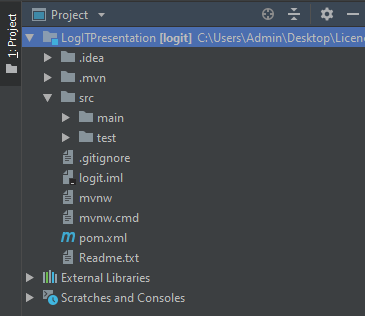 Project
1: Project
LogITPresentation [logit] C:\Users\Admin\Desktop\Licen
.idea
.mvn
src
main
test
.gitignore
logit.iml
mvnw
mvnw.cmd
pom.xml
Readme.txt
External Libraries
Scratches and Consoles